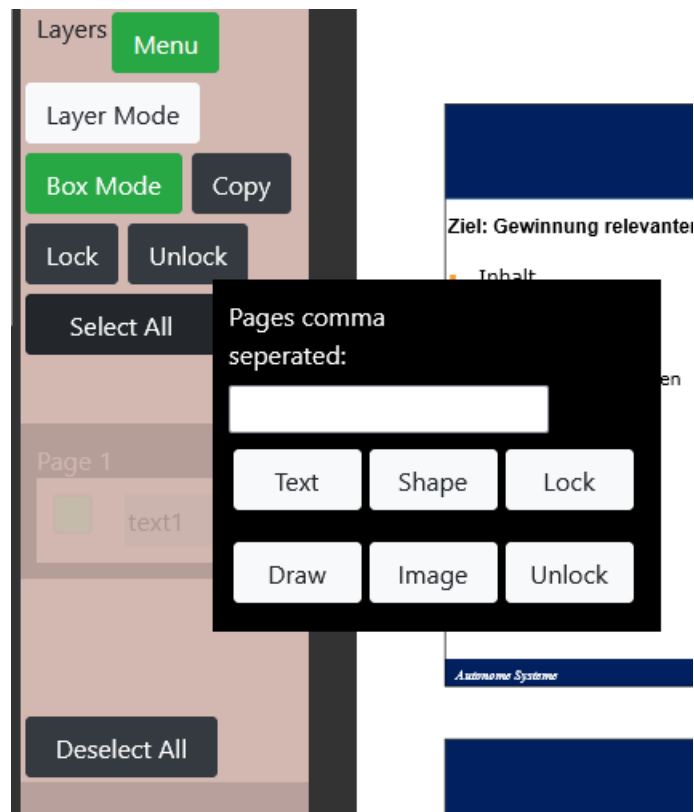 Layers
Menu
Layer Mode
Box Mode
Copy
Lock
Unlock
Select All
Pages comma
seperated:
Text
Shape
Lock
Draw
Image
Unlock
Page 1
text1
Deselect All
Ziel: Gewinnung
Inhalt
Autonome Systeme